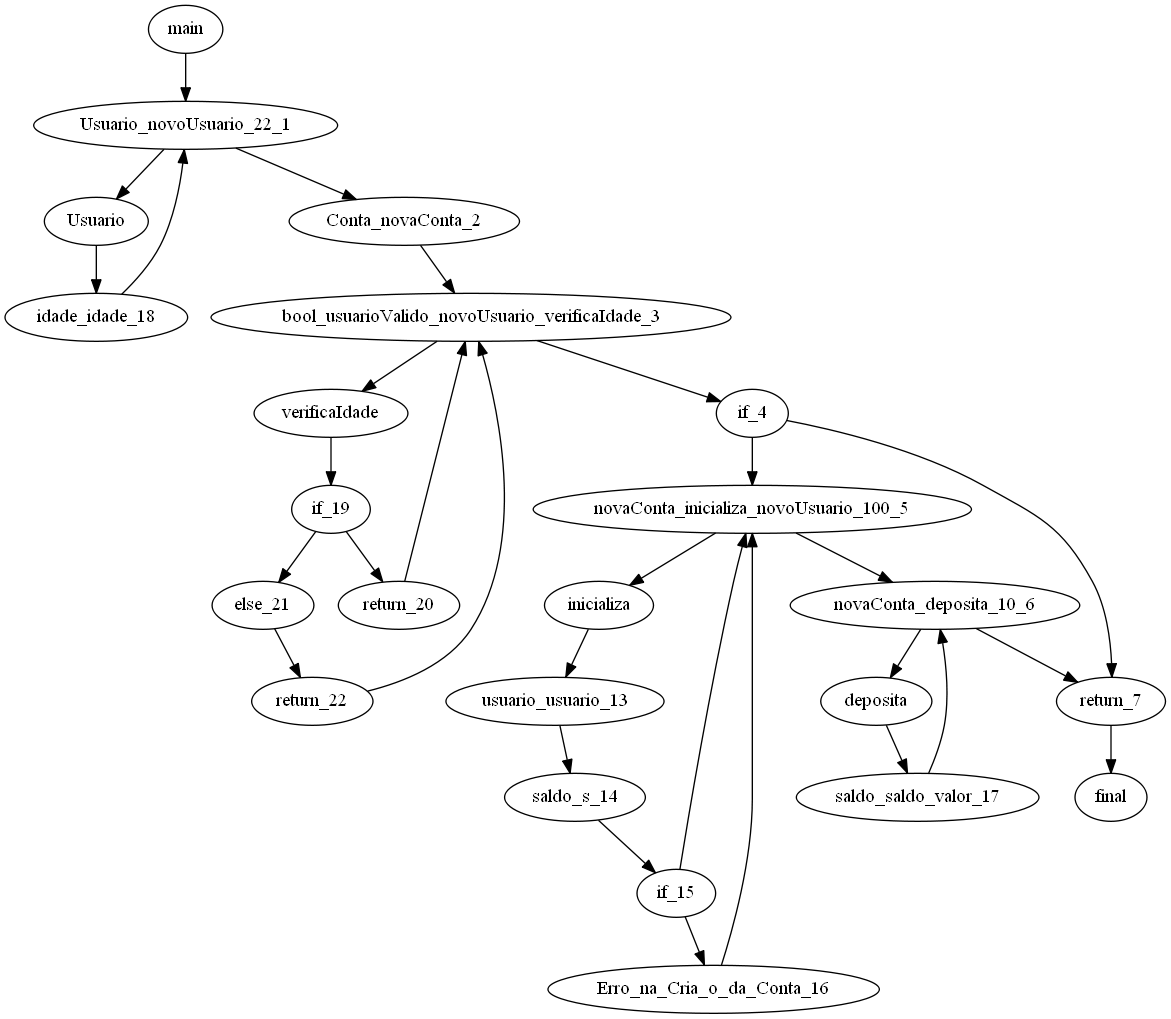 main
Usuario_novoUsuario_22_1
Usuario
Conta_novaConta_2
idade_idade_18
bool_usuarioValido_novoUsuario_verificaIdade_3
verificaIdade
if_4
if_19
novaConta_inicializa_novoUsuario_100_5
else_21
return_20
inicializa
novaConta_deposita_10_6
return_22
usuario_usuario_13
deposita
return_7
saldo_s_14
saldo_saldo_valor_17
final
if_15
Erro_na_Cria_o_da_Conta_16